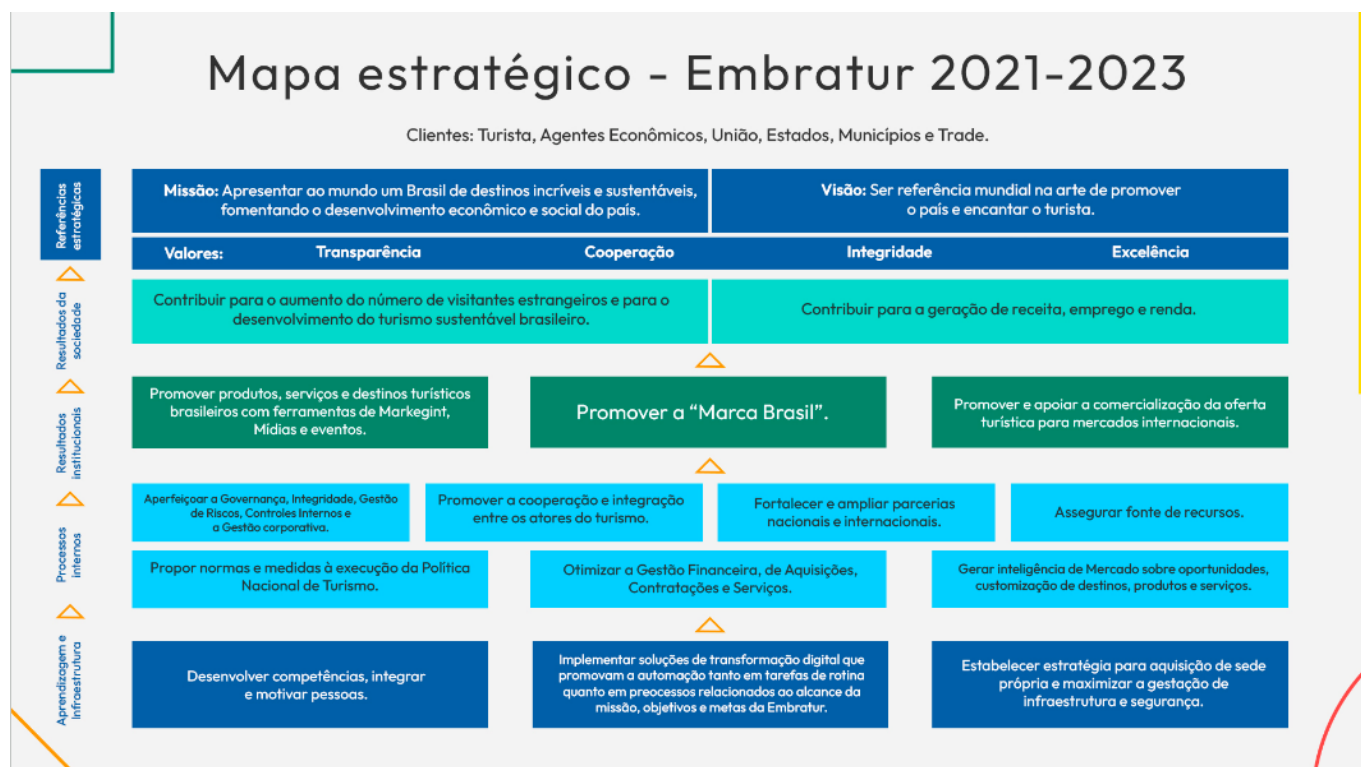 Mapa estratégico - Embratur 2021-2023
Clientes: Turista, Agentes Econômicos, União, Estados, Municípios e Trade.
Referências
estratégicas
Missão: Apresentar ao mundo um Brasil de destinos incríveis e sustentáveis,
fomentando o desenvolvimento econômico e social do país.
Visão: Ser referência mundial na arte de promover
o país e encantar o turista.
Valores: Transparência Cooperação Integridade Excelência
Resultados da
sociedade
Contribuir para o aumento do número de visitantes estrangeiros e para o
desenvolvimento do turismo sustentável brasileiro.
Contribuir para a geração de receita, emprego e renda.
Resultados
institucionais
Promover produtos, serviços e destinos turísticos
brasileiros com ferramentas de Markegint,
Mídias e eventos.
Promover a “Marca Brasil”.
Promover e apoiar a comercialização da oferta
turística para mercados internacionais.
Processos
internos
Aperfeiçoar a Governança, Integridade, Gestão
de Riscos, Controles Internos e
a Gestão corporativa.
Promover a cooperação e integração
entre os atores do turismo.
Fortalecer e ampliar parcerias
nacionais e internacionais.
Assegurar fonte de recursos.
Propor normas e medidas à execução da Política
Nacional de Turismo.
Otimizar a Gestão Financeira, de Aquisições,
Contratações e Serviços.
Gerar inteligência de Mercado sobre oportunidades,
customização de destinos, produtos e serviços.
Aprendizagem e
Infraestrutura
Desenvolver competências, integrar
e motivar pessoas.
Implementar soluções de transformação digital que
promovam a automação tanto em tarefas de rotina
quanto em preocessos relacionados ao alcance da
missão, objetivos e metas da Embratur.
Estabelecer estratégia para aquisição de sede
própria e maximizar a gestação de
infraestrutura e segurança.